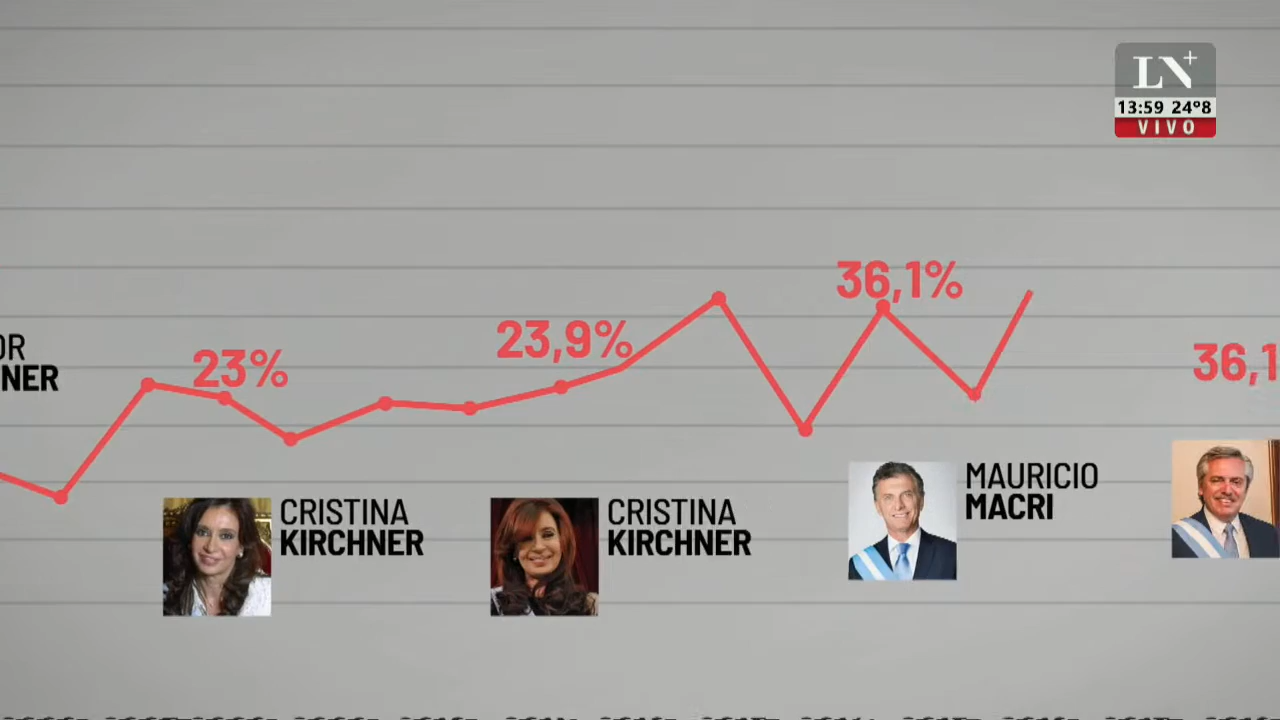 LN+
13:59 24°8
VIVO
36,1%
23,9%
36,1
OR
NER
23%
MAURICIO
MACRI
CRISTINA
KIRCHNER
CRISTINA
KIRCHNER